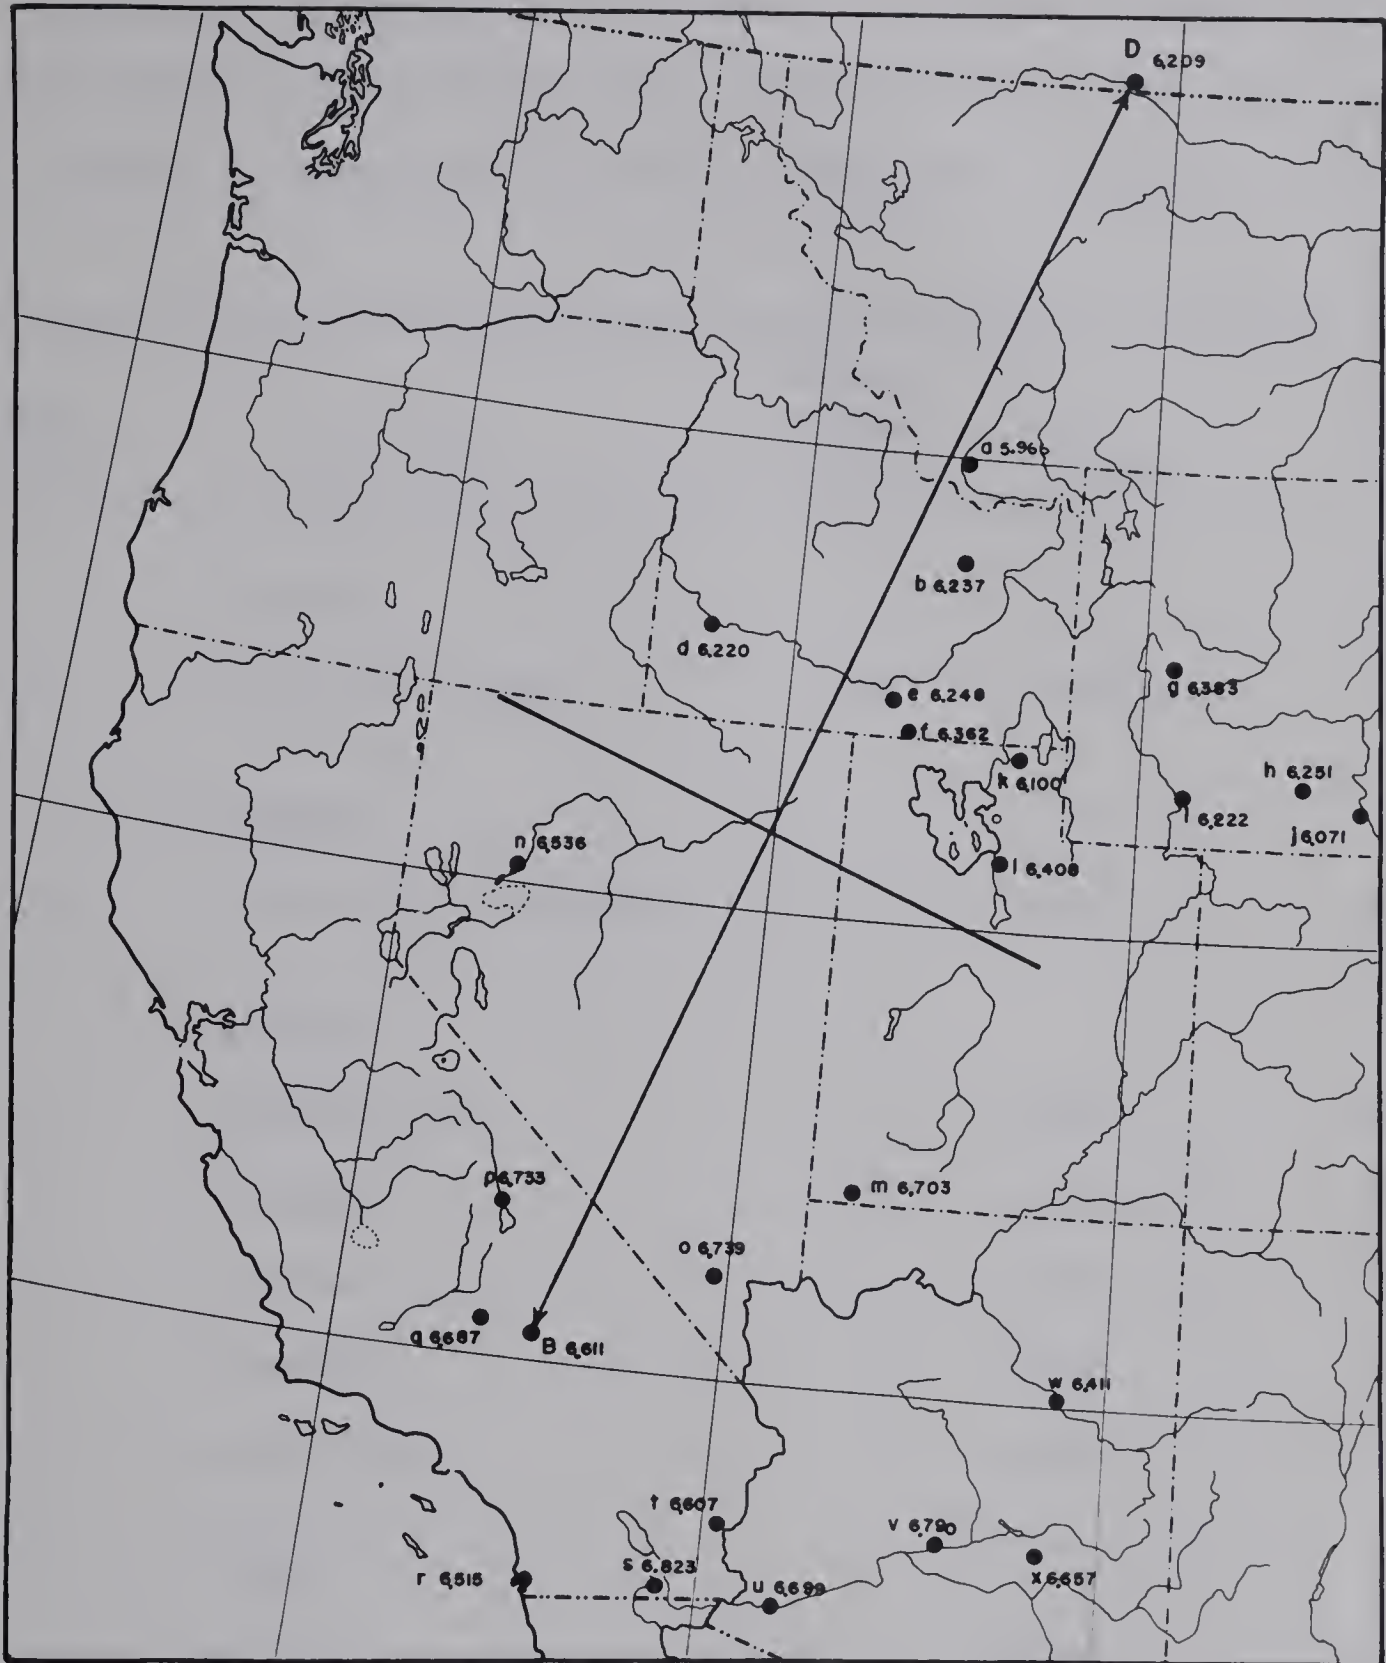 D 6,209
a 5.966
b 6,237
d 6,220
e 6,248
g 6,383
f 6.362
k 6,100
h 6,251
i 6,222
j 6,071
n 6,536
l 6,408
p 6,733
m 6,703
o 6,739
q 6,687
B 6,611
w 6,411
t 6,607
v 6,790
r 6,515
s 6.823
u 6,699
x 6,657